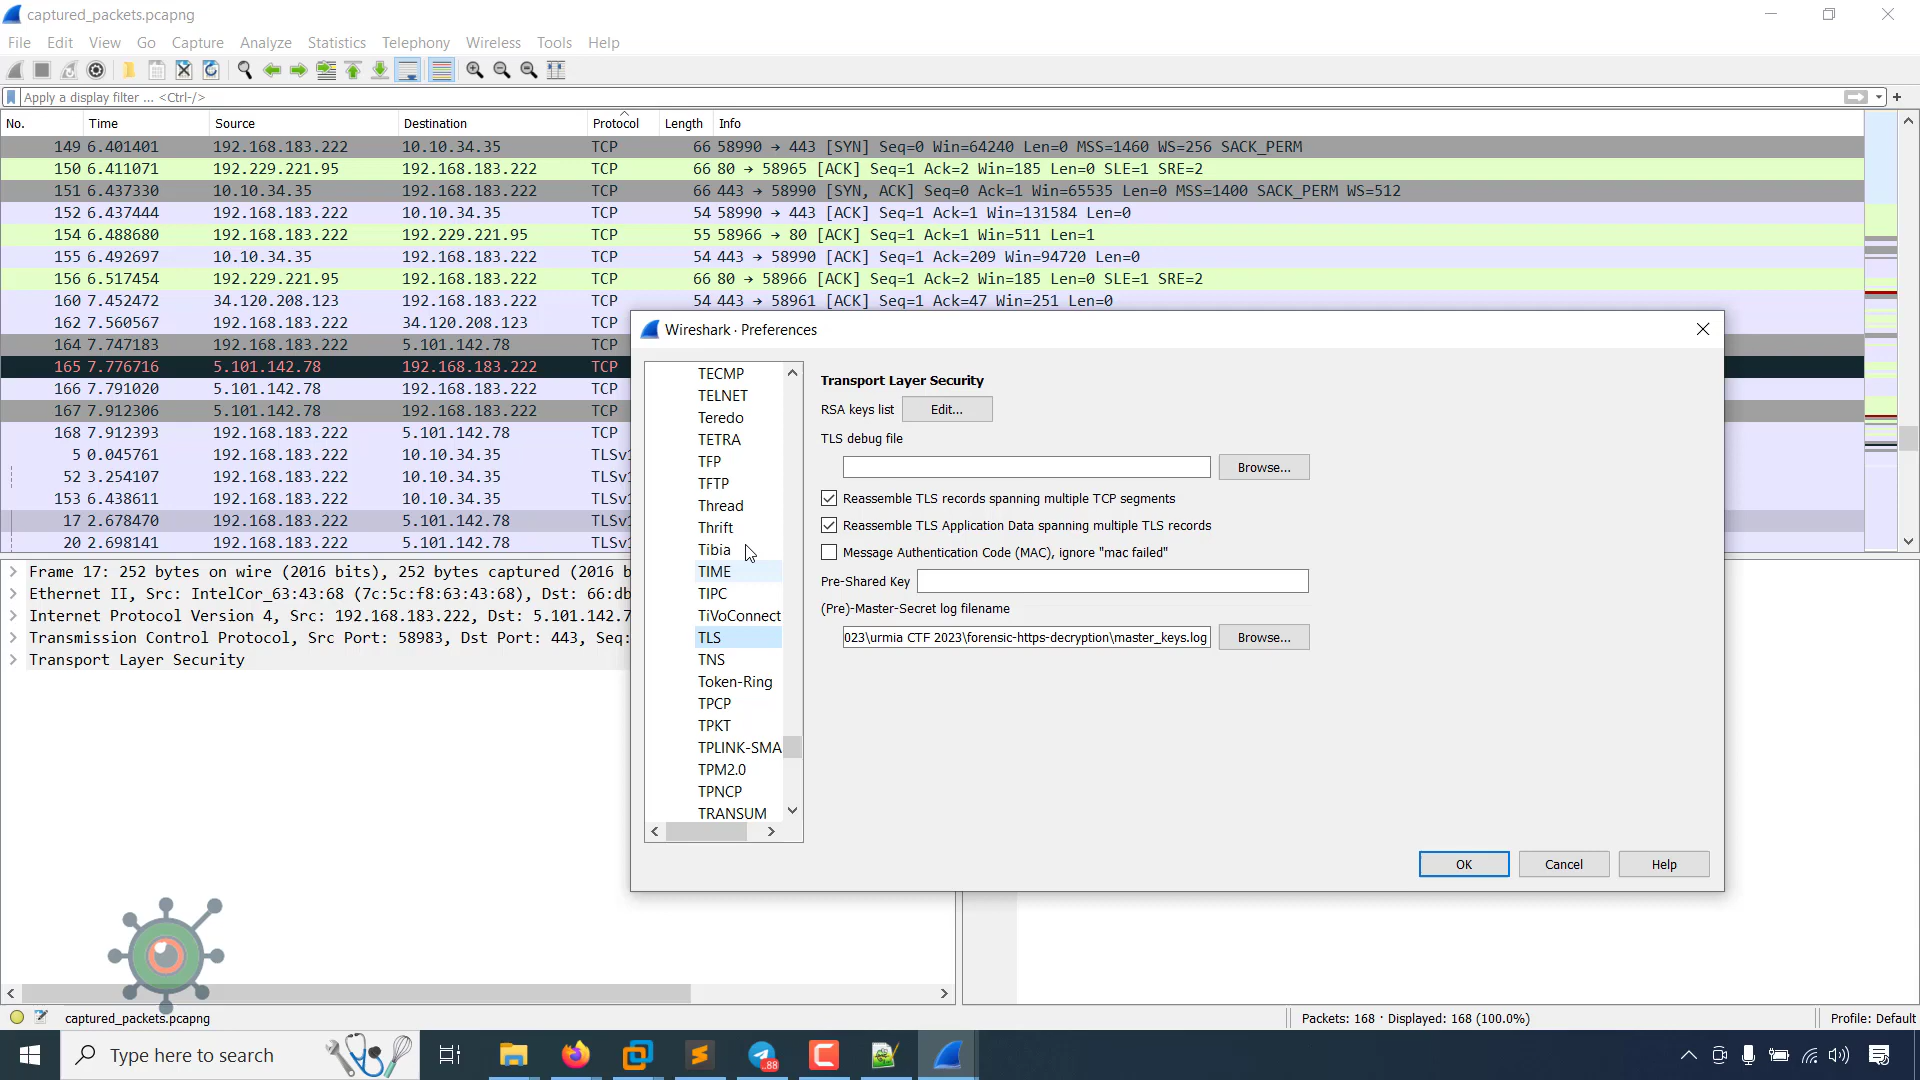 captured_packets.pcapng
File Edit View Go Capture Analyze Statistics Telephony Wireless Tools Help
Apply a display filter ... <Ctrl-/>
No. Time Source Destination Protocol Length Info
149 6.401401 192.168.183.222 10.10.34.35 TCP 66 58990 → 443 [SYN] Seq=0 Win=64240 Len=0 MSS=1460 WS=256 SACK_PERM
150 6.411071 192.229.221.95 192.168.183.222 TCP 66 80 → 58965 [ACK] Seq=1 Ack=2 Win=185 Len=0 SLE=1 SRE=2
151 6.437330 10.10.34.35 192.168.183.222 TCP 66 443 → 58990 [SYN, ACK] Seq=0 Ack=1 Win=65535 Len=0 MSS=1400 SACK_PERM WS=512
152 6.437444 192.168.183.222 10.10.34.35 TCP 54 58990 → 443 [ACK] Seq=1 Ack=1 Win=131584 Len=0
154 6.488680 192.168.183.222 192.229.221.95 TCP 55 58966 → 80 [ACK] Seq=1 Ack=1 Win=511 Len=1
155 6.492697 10.10.34.35 192.168.183.222 TCP 54 443 → 58990 [ACK] Seq=1 Ack=209 Win=94720 Len=0
156 6.517454 192.229.221.95 192.168.183.222 TCP 66 80 → 58966 [ACK] Seq=1 Ack=2 Win=185 Len=0 SLE=1 SRE=2
160 7.452472 34.120.208.123 192.168.183.222 TCP 54 443 → 58961 [ACK] Seq=1 Ack=47 Win=251 Len=0
162 7.560567 192.168.183.222 34.120.208.123 TCP
164 7.747183 192.168.183.222 5.101.142.78 TCP
165 7.776716 5.101.142.78 192.168.183.222 TCP
166 7.791020 5.101.142.78 192.168.183.222 TCP
167 7.912306 5.101.142.78 192.168.183.222 TCP
168 7.912393 192.168.183.222 5.101.142.78 TCP
5 0.045761 192.168.183.222 10.10.34.35 TLSv1
52 3.254107 192.168.183.222 10.10.34.35 TLSv1
153 6.438611 192.168.183.222 10.10.34.35 TLSv1
17 2.678470 192.168.183.222 5.101.142.78 TLSv1
20 2.698141 192.168.183.222 5.101.142.78 TLSv1
Wireshark · Preferences
TECMP
TELNET
Teredo
TETRA
TFP
TFTP
Thread
Thrift
Tibia
TIME
TIPC
TiVoConnect
TLS
TNS
Token-Ring
TPCP
TPKT
TPLINK-SMA
TPM2.0
TPNCP
TRANSUM
Transport Layer Security
RSA keys list Edit...
TLS debug file
Browse...
Reassemble TLS records spanning multiple TCP segments
Reassemble TLS Application Data spanning multiple TLS records
Message Authentication Code (MAC), ignore "mac failed"
Pre-Shared Key
(Pre)-Master-Secret log filename
023\urmia CTF 2023\forensic-https-decryption\master_keys.log Browse...
OK Cancel Help
Frame 17: 252 bytes on wire (2016 bits), 252 bytes captured (2016 b
Ethernet II, Src: IntelCor_63:43:68 (7c:5c:f8:63:43:68), Dst: 66:db
Internet Protocol Version 4, Src: 192.168.183.222, Dst: 5.101.142.7
Transmission Control Protocol, Src Port: 58983, Dst Port: 443, Seq:
Transport Layer Security
captured_packets.pcapng Packets: 168 · Displayed: 168 (100.0%) Profile: Default
Type here to search
88